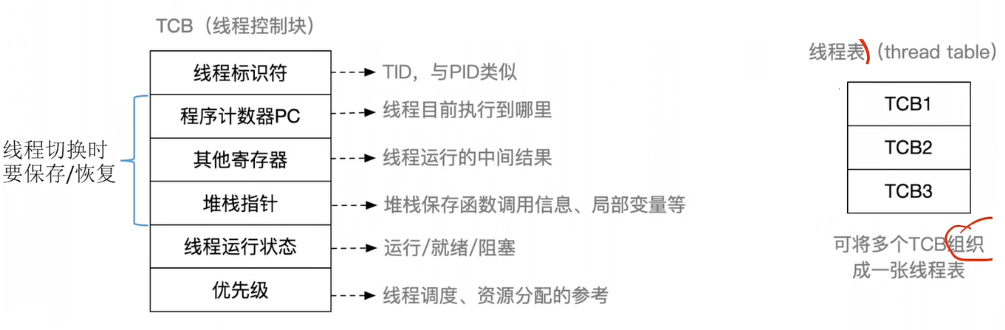 TCB（线程控制块）
线程标识符
TID，与PID类似
程序计数器PC
线程目前执行到哪里
其他寄存器
线程运行的中间结果
堆栈指针
堆栈保存函数调用信息、局部变量等
线程运行状态
运行/就绪/阻塞
优先级
线程调度、资源分配的参考
线程切换时
要保存/恢复
线程表（thread table）
TCB1
TCB2
TCB3
可将多个TCB组织
成一张线程表